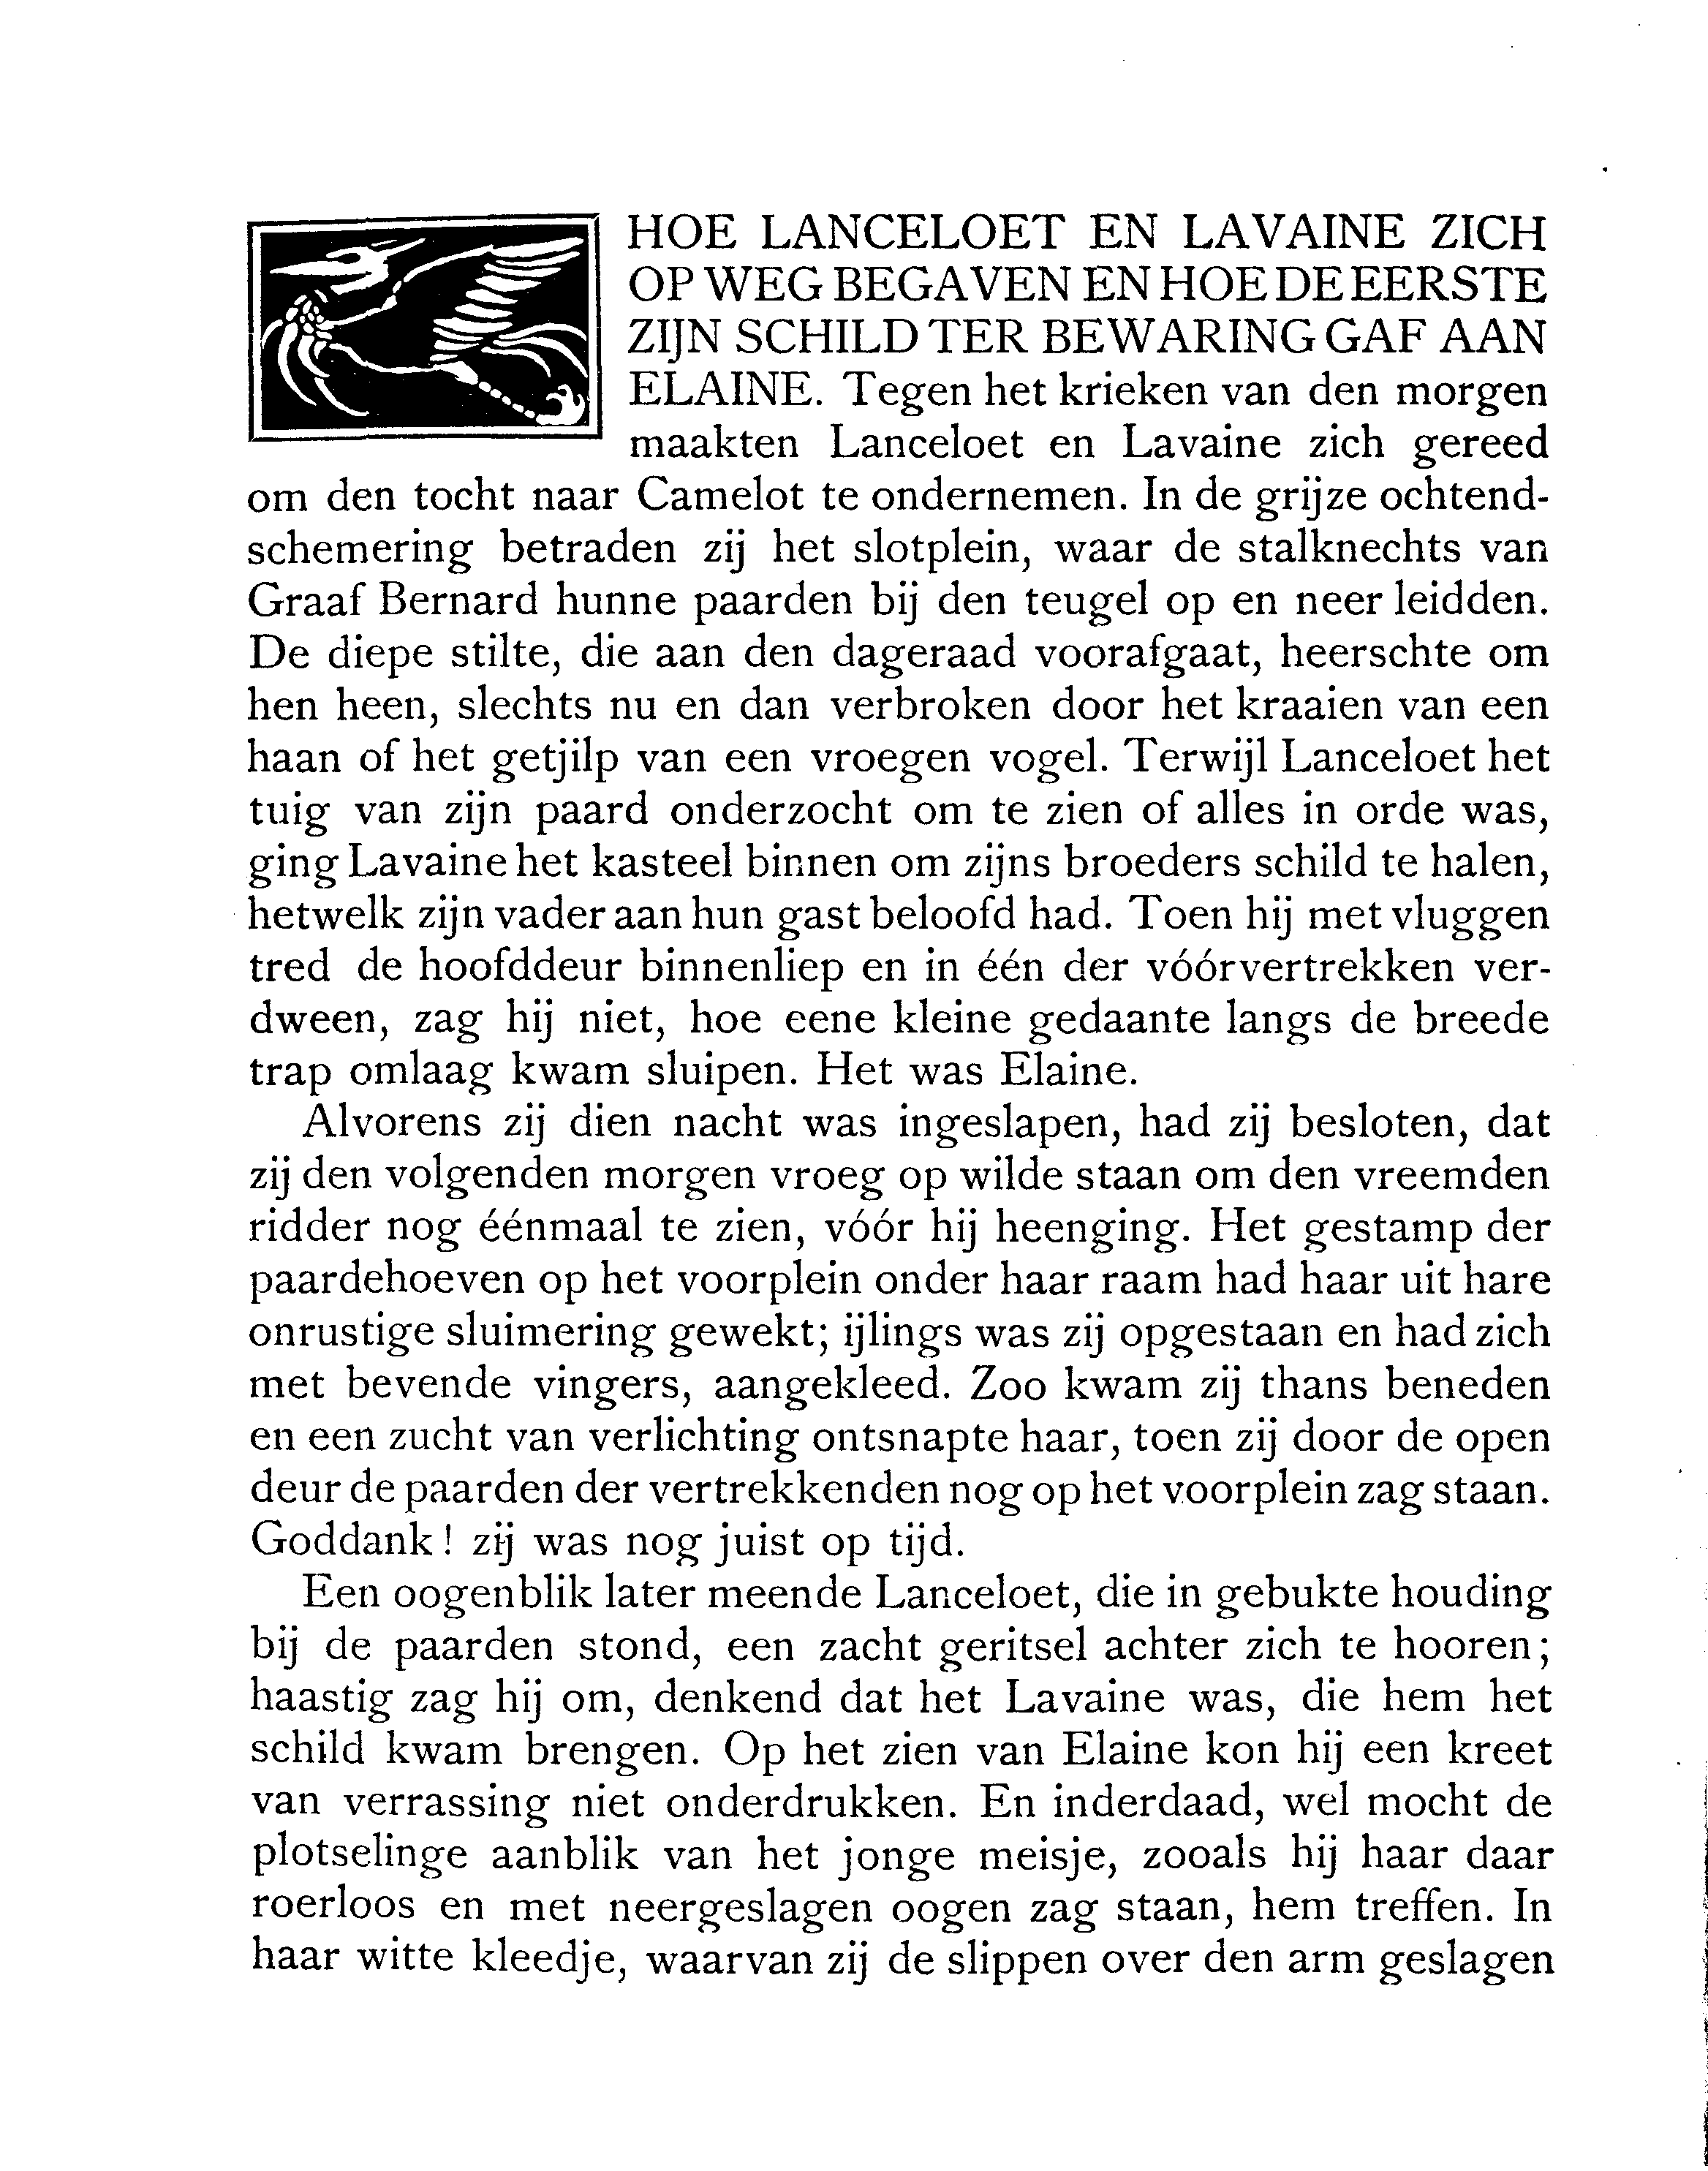 HOE LANCELOET EN LAVAINE ZICH
OP WEG BEGAVEN EN HOE DE EERSTE
ZIJN SCHILD TER BEWARING GAF AAN
ELAINE. Tegen het krieken van den morgen
maakten Lanceloet en Lavaine zich gereed
om den tocht naar Camelot te ondernemen. In de grijze ochtend-
schemering betraden zij het slotplein, waar de stalknechts van
Graaf Bernard hunne paarden bij den teugel op en neer leidden.
De diepe stilte, die aan den dageraad voorafgaat, heerschte om
hen heen, slechts nu en dan verbroken door het kraaien van een
haan of het getjilp van een vroegen vogel. Terwijl Lanceloet het
tuig van zijn paard onderzocht om te zien of alles in orde was,
ging Lavaine het kasteel binnen om zijns broeders schild te halen,
hetwelk zijn vader aan hun gast beloofd had. Toen hij met vluggen
tred de hoofddeur binnenliep en in één der vóórvertrekken ver-
dween, zag hij niet, hoe eene kleine gedaante langs de breede
trap omlaag kwam sluipen. Het was Elaine.
Alvorens zij dien nacht was ingeslapen, had zij besloten, dat
zij den volgenden morgen vroeg op wilde staan om den vreemden
ridder nog éénmaal te zien, vóór hij heenging. Het gestamp der
paardehoeven op het voorplein onder haar raam had haar uit hare
onrustige sluimering gewekt; ijlings was zij opgestaan en had zich
met bevende vingers, aangekleed. Zoo kwam zij thans beneden
en een zucht van verlichting ontsnapte haar, toen zij door de open
deur de paarden der vertrekkenden nog op het voorplein zag staan.
Goddank! zij was nog juist op tijd.
Een oogenblik later meende Lanceloet, die in gebukte houding
bij de paarden stond, een zacht geritsel achter zich te hooren;
haastig zag hij om, denkend dat het Lavaine was, die hem het
schild kwam brengen. Op het zien van Elaine kon hij een kreet
van verrassing niet onderdrukken. En inderdaad, wel mocht de
plotselinge aanblik van het jonge meisje, zooals hij haar daar
roerloos en met neergeslagen oogen zag staan, hem treffen. In
haar witte kleedje, waarvan zij de slippen over den arm geslagen